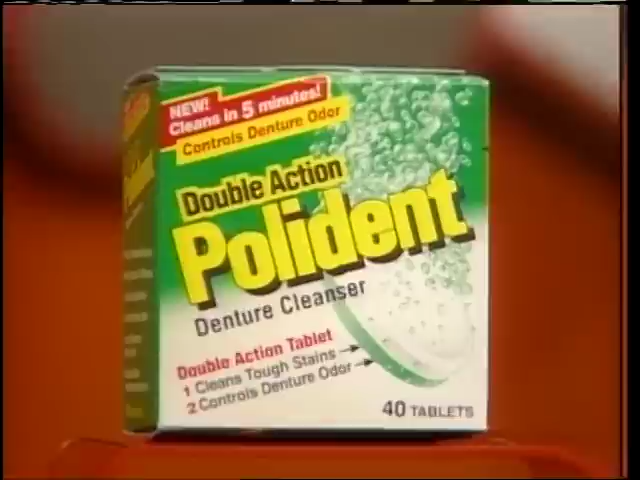 NEW!
Cleans in 5 minutes!
Controls Denture Odor
Double Action
Polident
Denture Cleanser
Double Action Tablet
1 Cleans Tough Stains
2 Controls Denture Odor
40 TABLETS